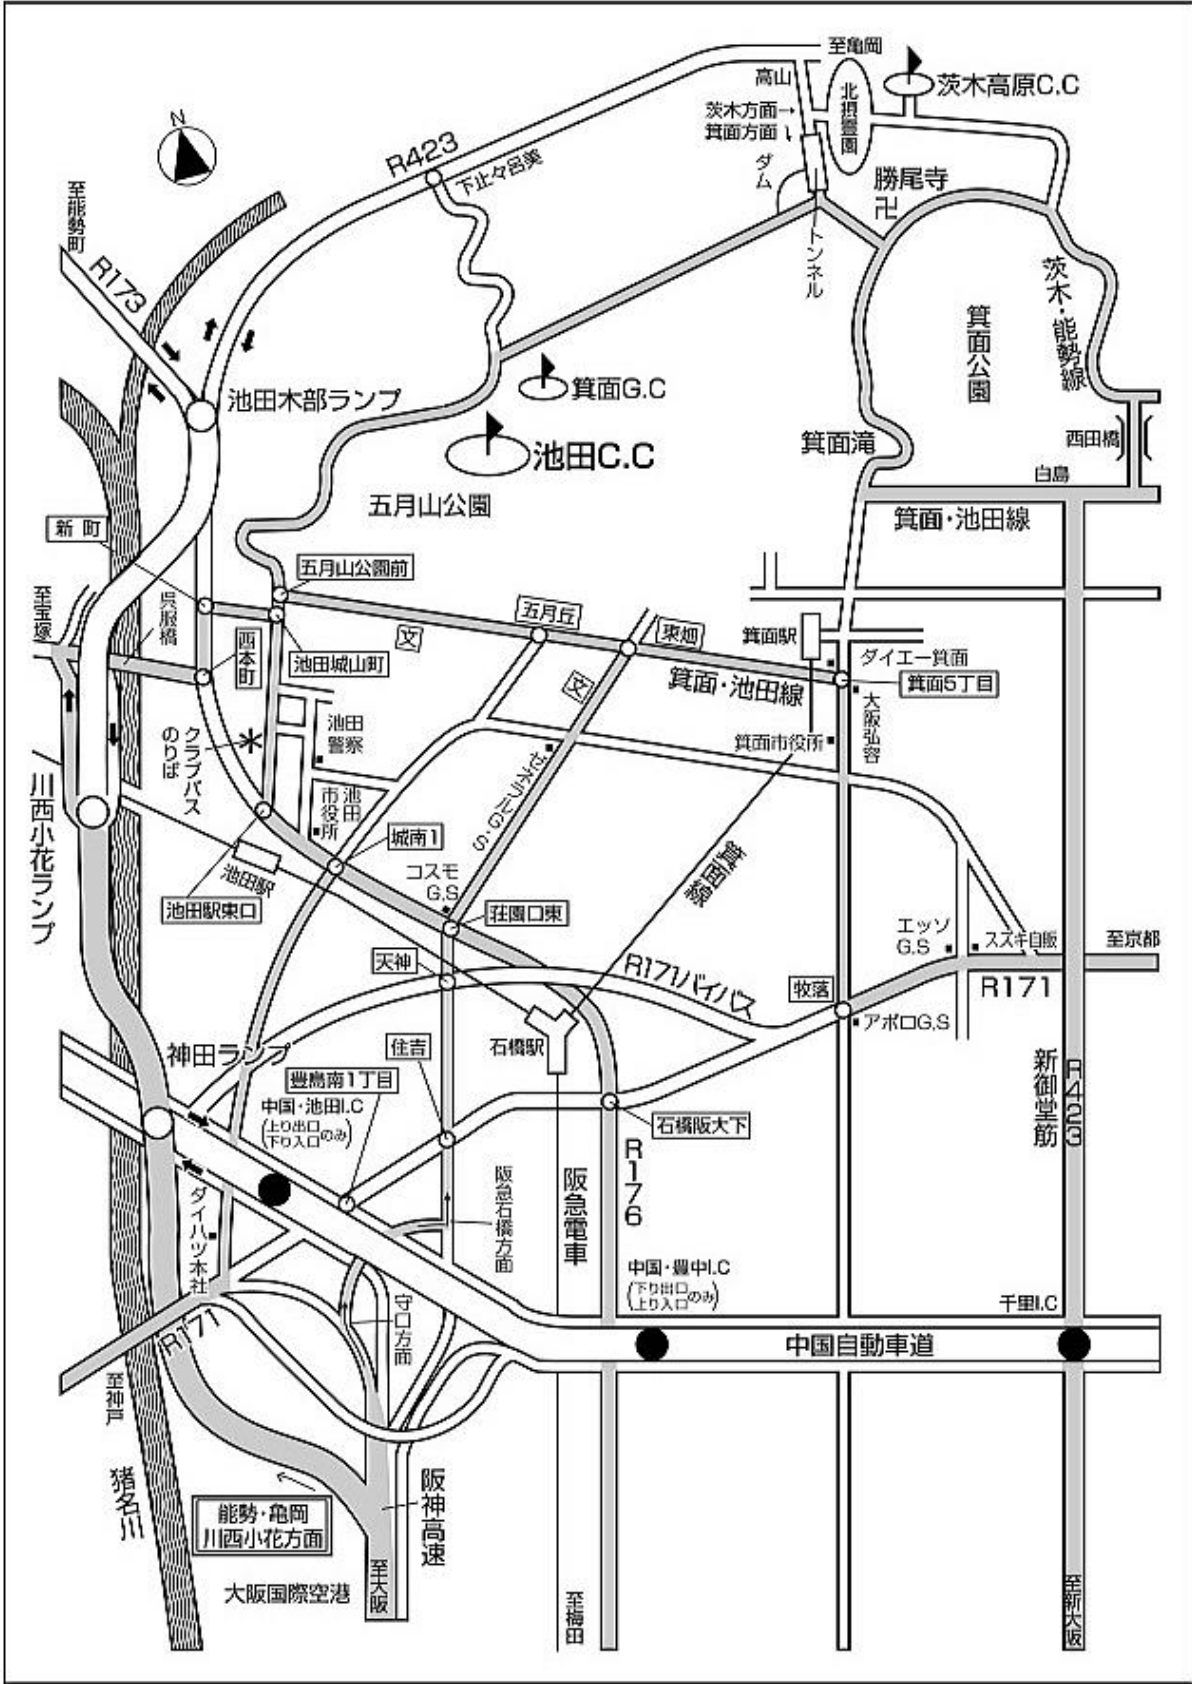 至亀岡
高山
茨木高原C.C
北摂霊園
茨木方面→
箕面方面
ダム
N
R423
下止々呂美
勝尾寺
卍
トンネル
至能勢町
R173
茨木・能勢線
箕面公園
箕面G.C
池田木部ランプ
池田C.C
箕面滝
西田橋
白島
五月山公園
箕面・池田線
新町
五月山公園前
至宝塚
呉服橋
五月丘
東畑
文
箕面駅
西本町
池田城山町
ダイエー箕面
箕面・池田線
箕面5丁目
文
大阪弘容
クラブバス
のりば
池田
警察
箕面市役所
ゼネラルG・S
川西小花ランプ
池田
市役所
城南1
池田駅
コスモ
G.S
箕面線
池田駅東口
荘園口東
エッソ
G.S
スズキ自販
至京都
天神
R171バイパス
牧落
R171
アポロG.S
神田ランプ
住吉
石橋駅
豊島南1丁目
中国・池田I.C
(上り出口
下り入口のみ)
石橋阪大下
新御堂筋
R423
R176
阪急電車
阪急石橋方面
ダイハツ本社
中国・豊中I.C
(下り出口
上り入口のみ)
千里I.C
守口方面
R171
中国自動車道
至神戸
猪名川
能勢・亀岡
川西小花方面
阪神高速
大阪国際空港
至大阪
至梅田
至新大阪